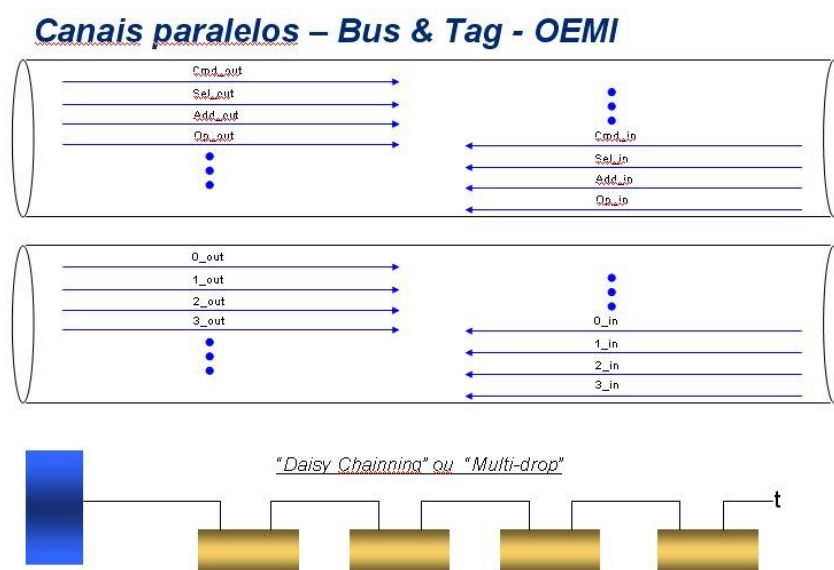 Canais paralelos – Bus & Tag - OEMI
Cmd_out
Sel_out
Add_out
Op_out
Cmd_in
Sel_in
Add_in
Op_in
0_out
1_out
2_out
3_out
0_in
1_in
2_in
3_in
"Daisy Chainning" ou "Multi-drop"
t